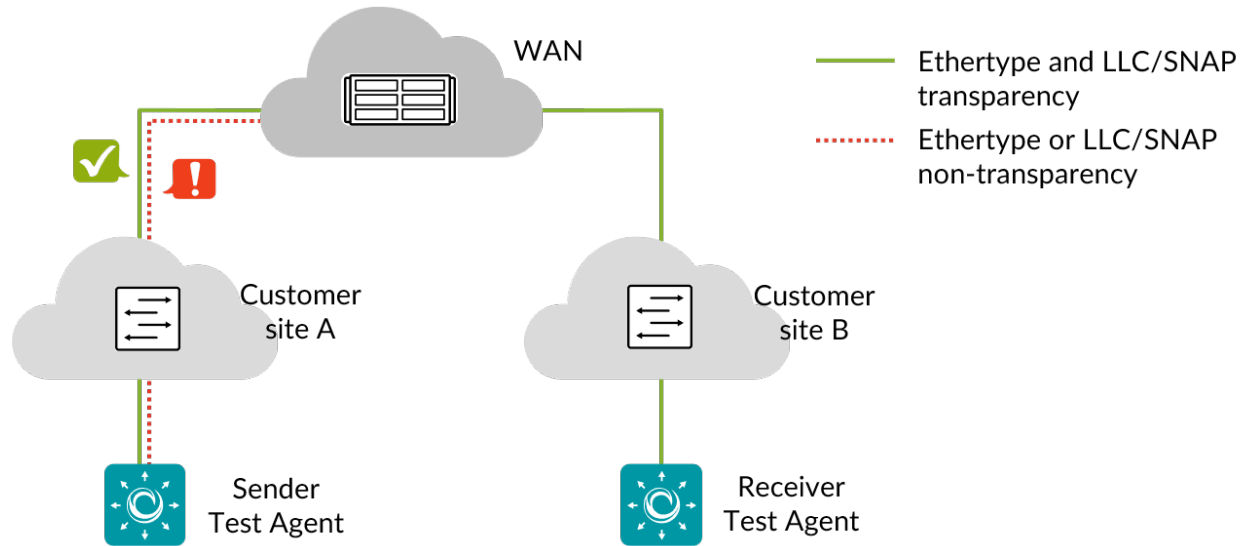 WAN
Ethertype and LLC/SNAP
transparency
Ethertype or LLC/SNAP
non-transparency
Customer
site A
Customer
site B
Sender
Test Agent
Receiver
Test Agent